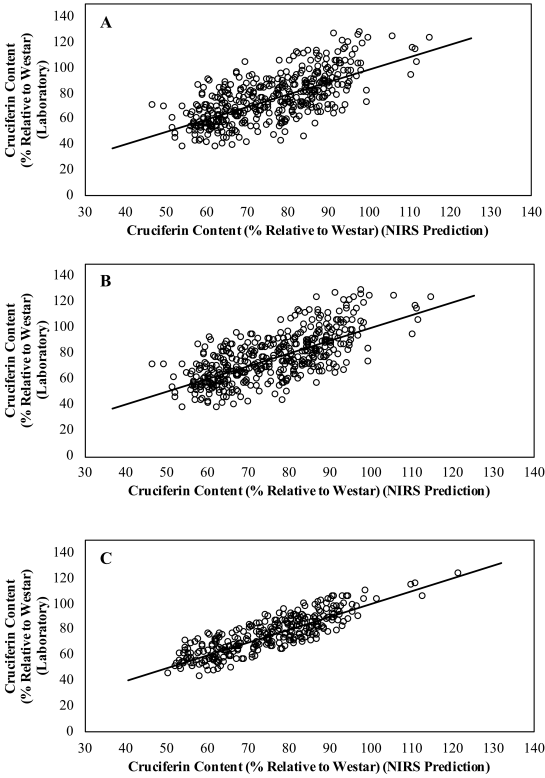 A
Cruciferin Content
(% Relative to Westar)
(Laboratory)
140
120
100
80
60
40
20
0
30 40 50 60 70 80 90 100 110 120 130 140
Cruciferin Content (% Relative to Westar) (NIRS Prediction)
B
Cruciferin Content
(% Relative to Westar)
(Laboratory)
140
120
100
80
60
40
20
0
30 40 50 60 70 80 90 100 110 120 130 140
Cruciferin Content (% Relative to Westar) (NIRS Prediction)
C
Cruciferin Content
(% Relative to Westar)
(Laboratory)
140
120
100
80
60
40
20
0
30 40 50 60 70 80 90 100 110 120 130 140
Cruciferin Content (% Relative to Westar) (NIRS Prediction)